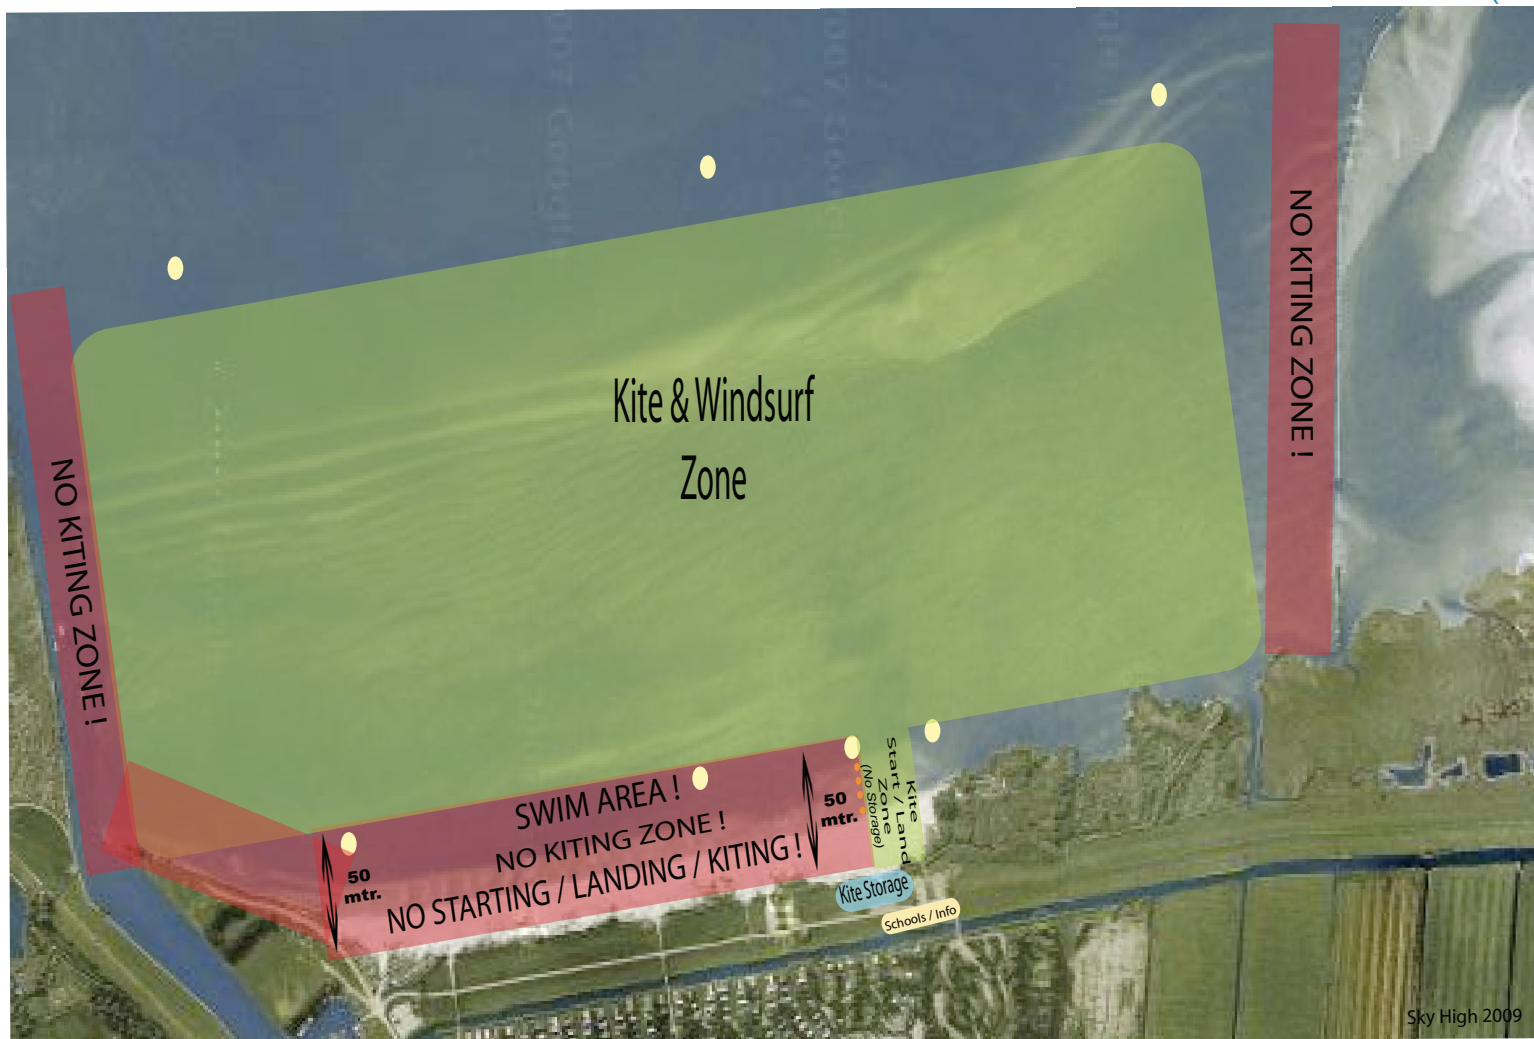 Kite & Windsurf
Zone
NO KITING ZONE !
NO KITING ZONE !
SWIM AREA !
NO KITING ZONE !
NO STARTING / LANDING / KITING !
50
mtr.
50
mtr.
Kite
Start / Land
Zone
(No Storage)
Kite Storage
Schools / Info
Sky High 2009